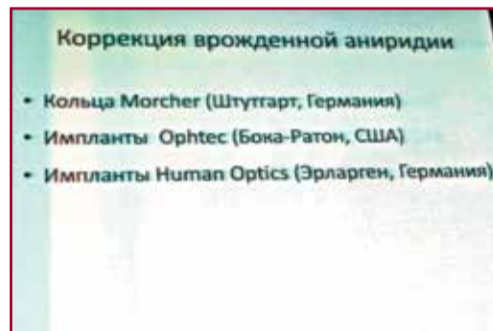 Коррекция врожденной аниридии
• Кольца Morcher (Штутгарт, Германия)
• Импланты Ophtec (Бока-Ратон, США)
• Импланты Human Optics (Эрларген, Германия)